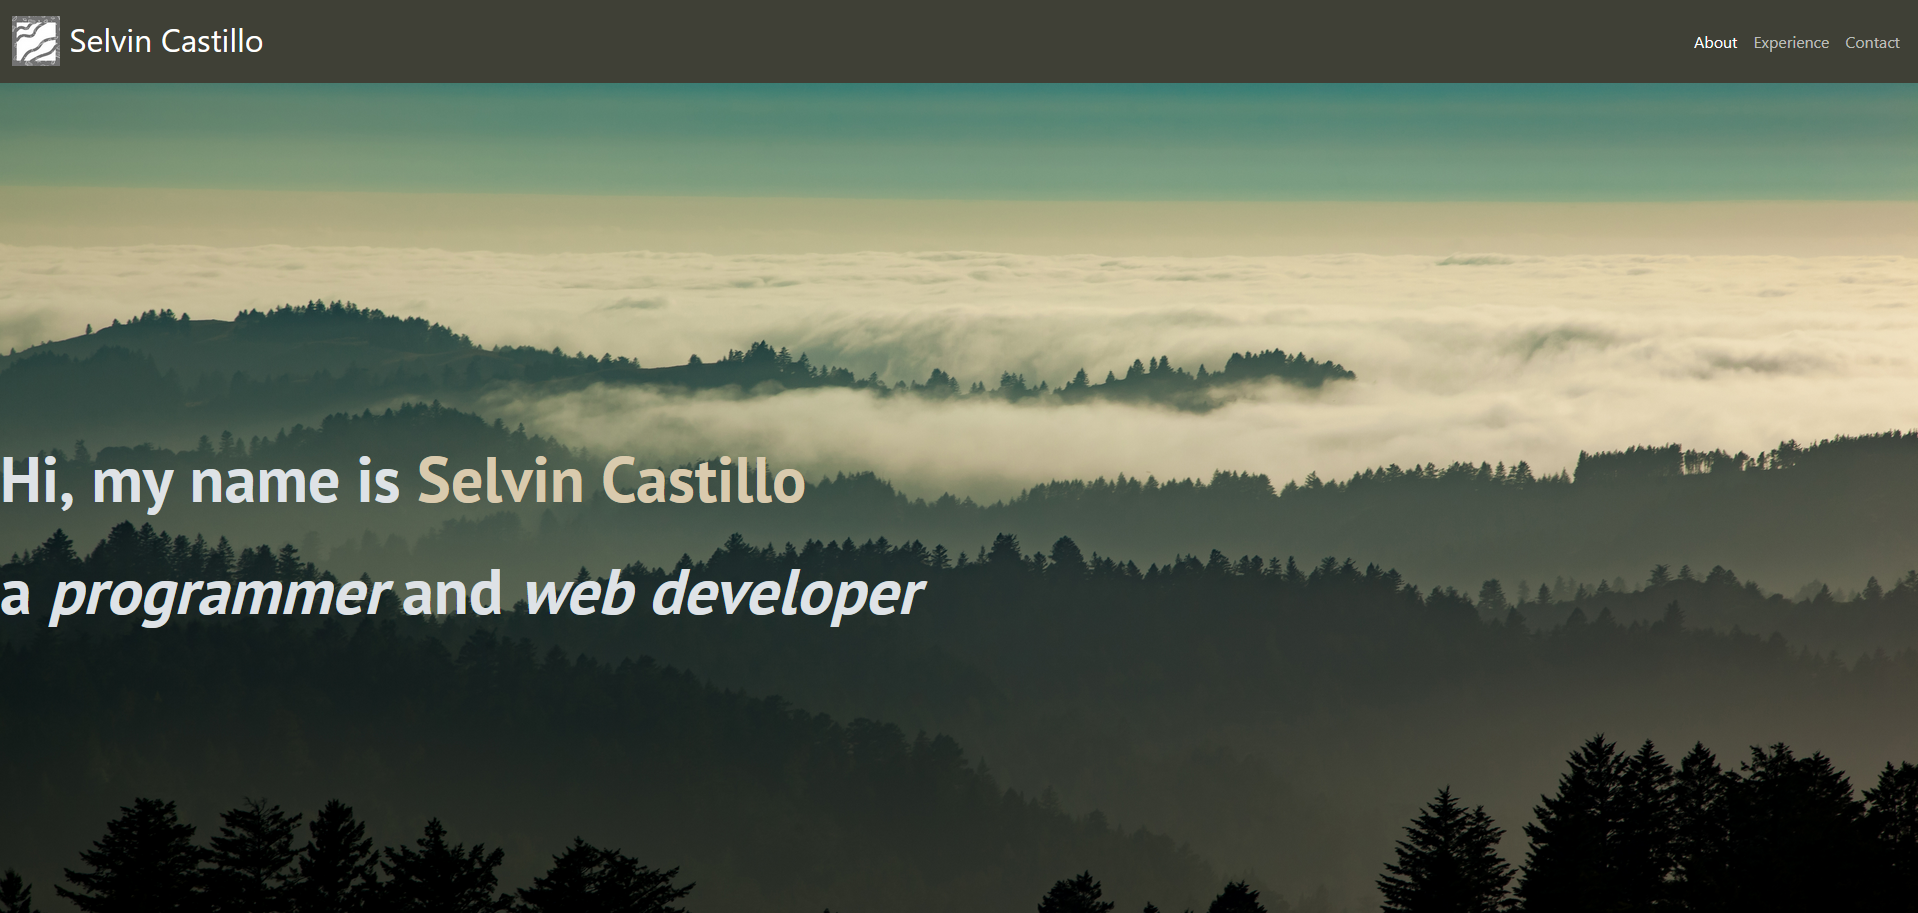 Selvin Castillo
About Experience Contact
Hi, my name is Selvin Castillo
a programmer and web developer